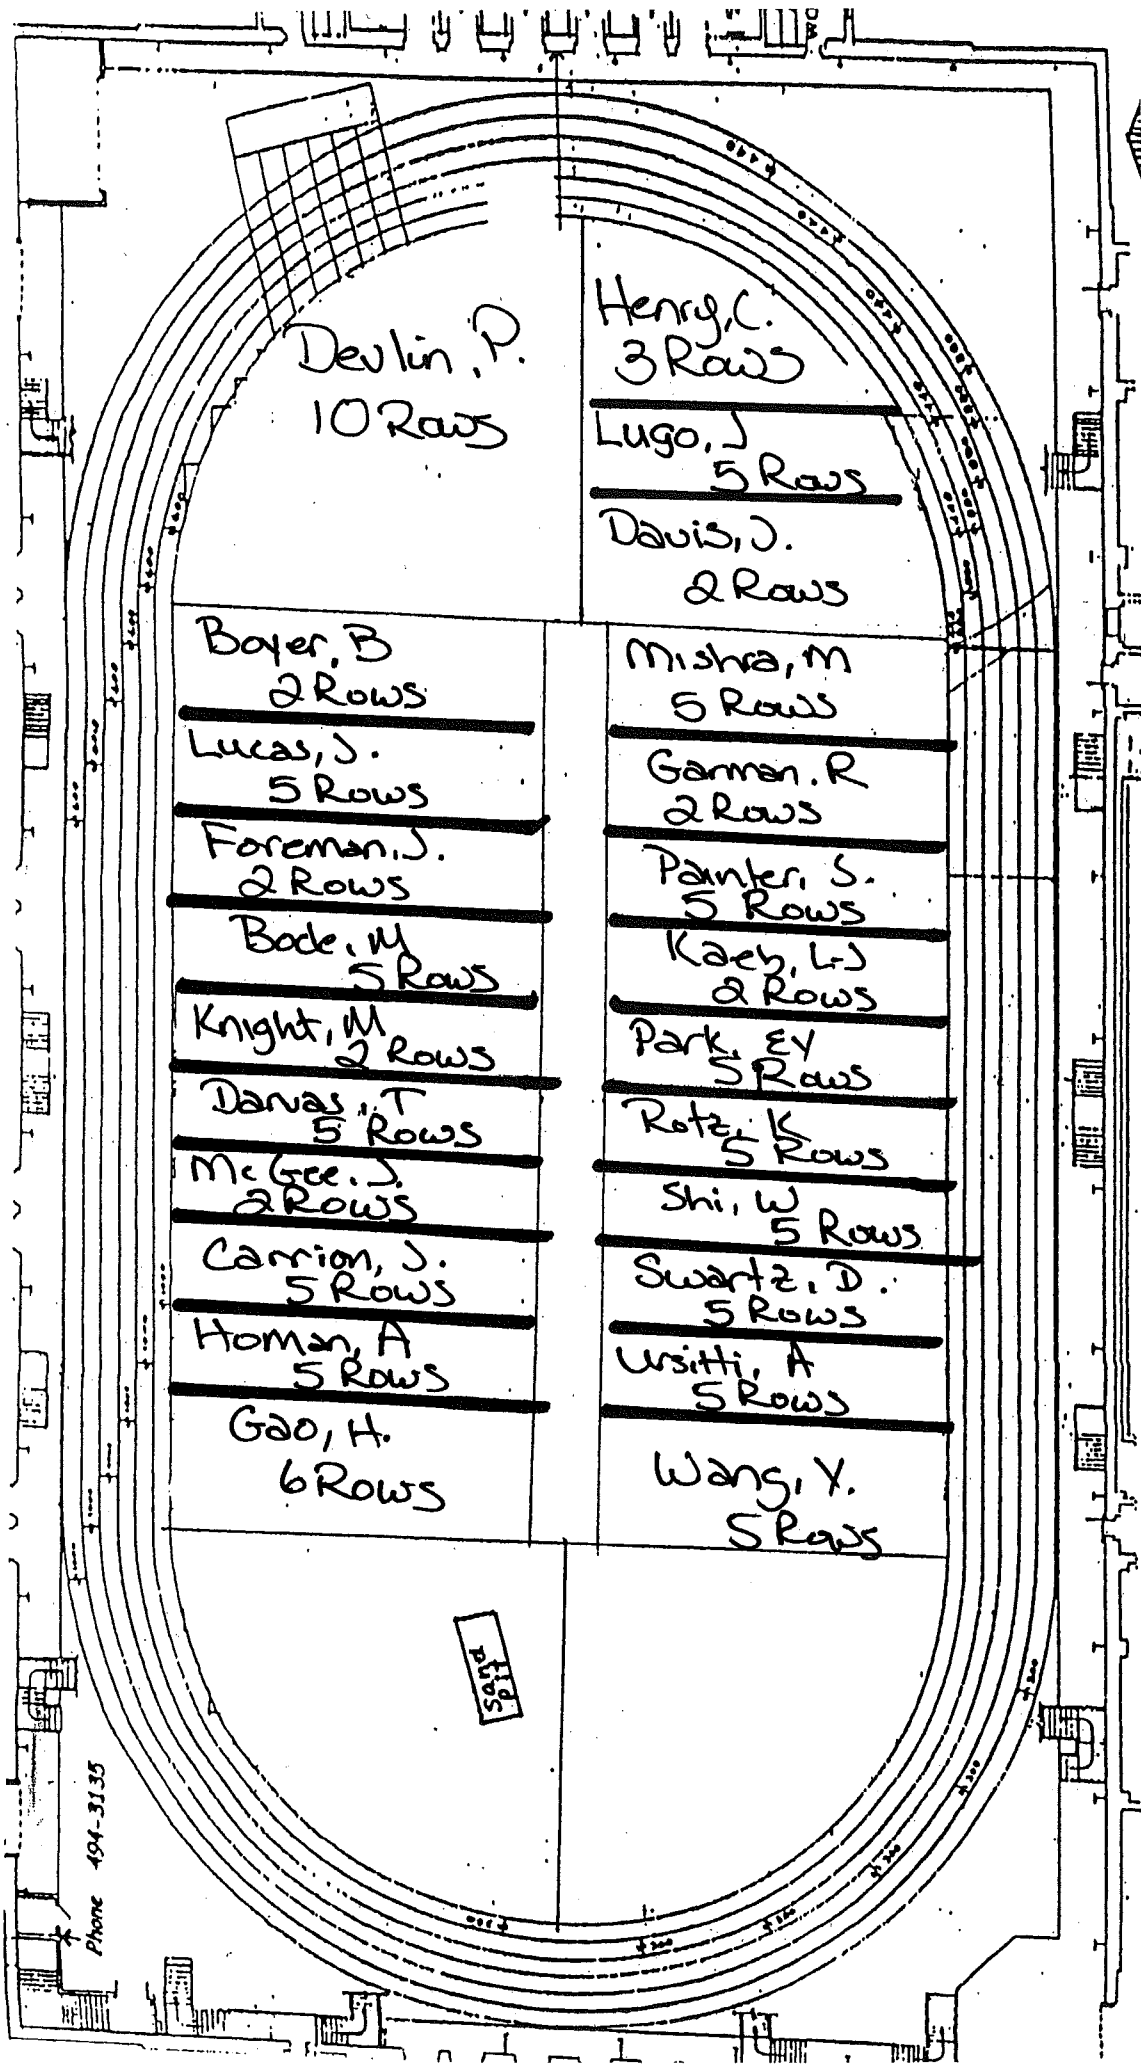 Devlin, P.
10 Rows
Henry, C.
3 Rows
Lugo, J
5 Rows
Davis, J.
2 Rows
Boyer, B
2 Rows
Lucas, J.
5 Rows
Foreman, J.
2 Rows
Bode, M
5 Rows
Knight, M
2 Rows
Darvas, T
5 Rows
McGee, J.
2 Rows
Carrion, J.
5 Rows
Homan, A
5 Rows
Gao, H.
6 Rows
Mishra, M
5 Rows
Garman, R
2 Rows
Painter, S.
5 Rows
Kaeb, L-J
2 Rows
Park, EY
5 Rows
Rotz, K
5 Rows
Shi, W
5 Rows
Swartz, D.
5 Rows
Ursitti, A
5 Rows
Wang, Y.
5 Rows
Sand
pit
Phone 494-3135